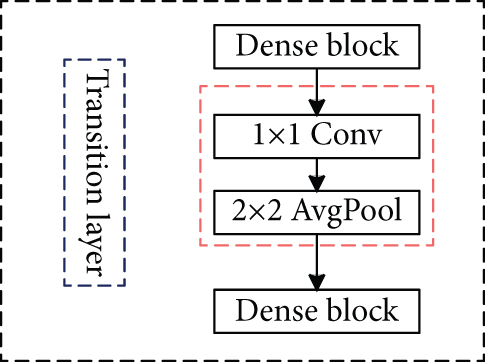 Transition layer
Dense block
1×1 Conv
2×2 AvgPool
Dense block